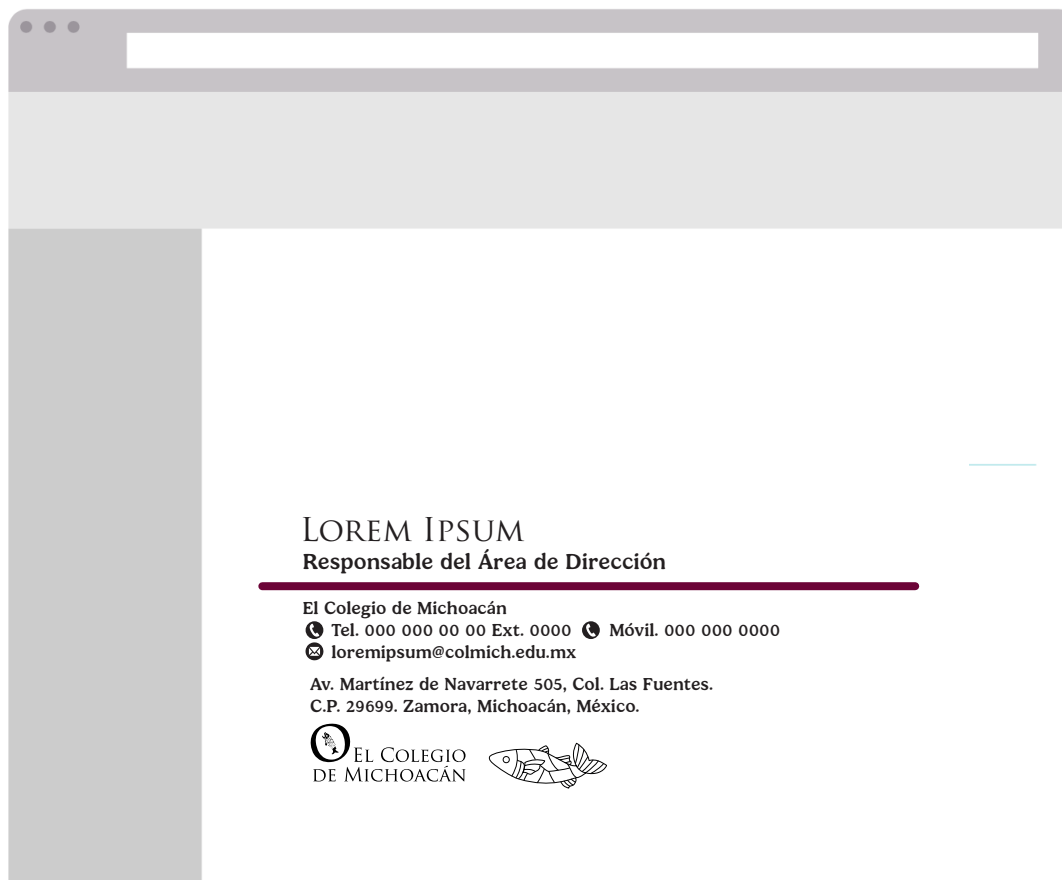 Lorem Ipsum
Responsable del Área de Dirección
El Colegio de Michoacán
Tel. 000 000 00 00 Ext. 0000 Móvil. 000 000 0000
loremipsum@colmich.edu.mx
Av. Martínez de Navarrete 505, Col. Las Fuentes.
C.P. 29699. Zamora, Michoacán, México.
El Colegio
de Michoacán